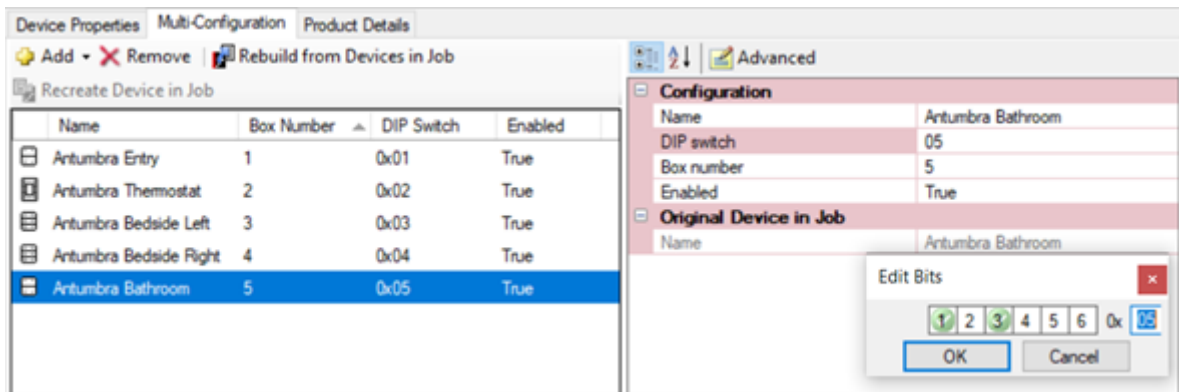 Device Properties Multi-Configuration Product Details
Add Remove Rebuild from Devices in Job
Recreate Device in Job
Name Box Number DIP Switch Enabled
Antumbra Entry 1 0x01 True
Antumbra Thermostat 2 0x02 True
Antumbra Bedside Left 3 0x03 True
Antumbra Bedside Right 4 0x04 True
Antumbra Bathroom 5 0x05 True
Advanced
Configuration
Name Antumbra Bathroom
DIP switch 05
Box number 5
Enabled True
Original Device in Job
Name Antumbra Bathroom
Edit Bits
1 2 3 4 5 6 0x 05
OK Cancel